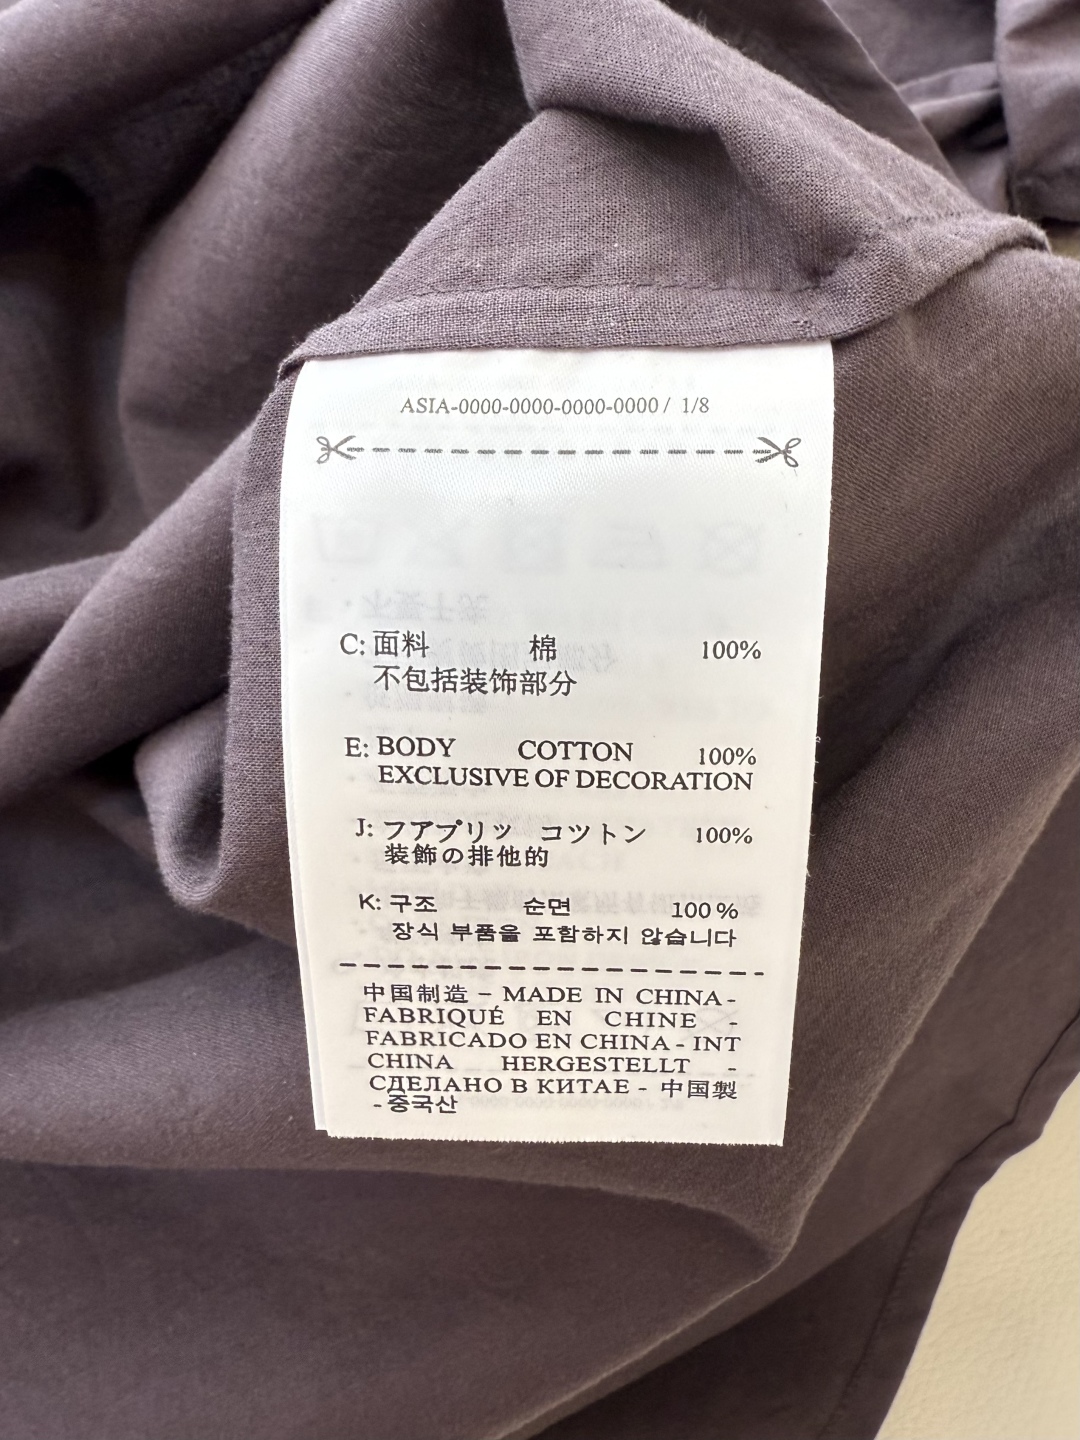 ASIA-0000-0000-0000-0000 / 1/8
C: 面料 棉 100%
不包括装饰部分
E: BODY COTTON 100%
EXCLUSIVE OF DECORATION
J: フアブリッ コツトン 100%
装飾の排他的
K: 구조 순면 100%
장식 부품을 포함하지 않습니다
中国制造 – MADE IN CHINA -
FABRIQUÉ EN CHINE -
FABRICADO EN CHINA - INT
CHINA HERGESTELLT -
СДЕЛАНО В КИТАЕ - 中国製
- 중국산